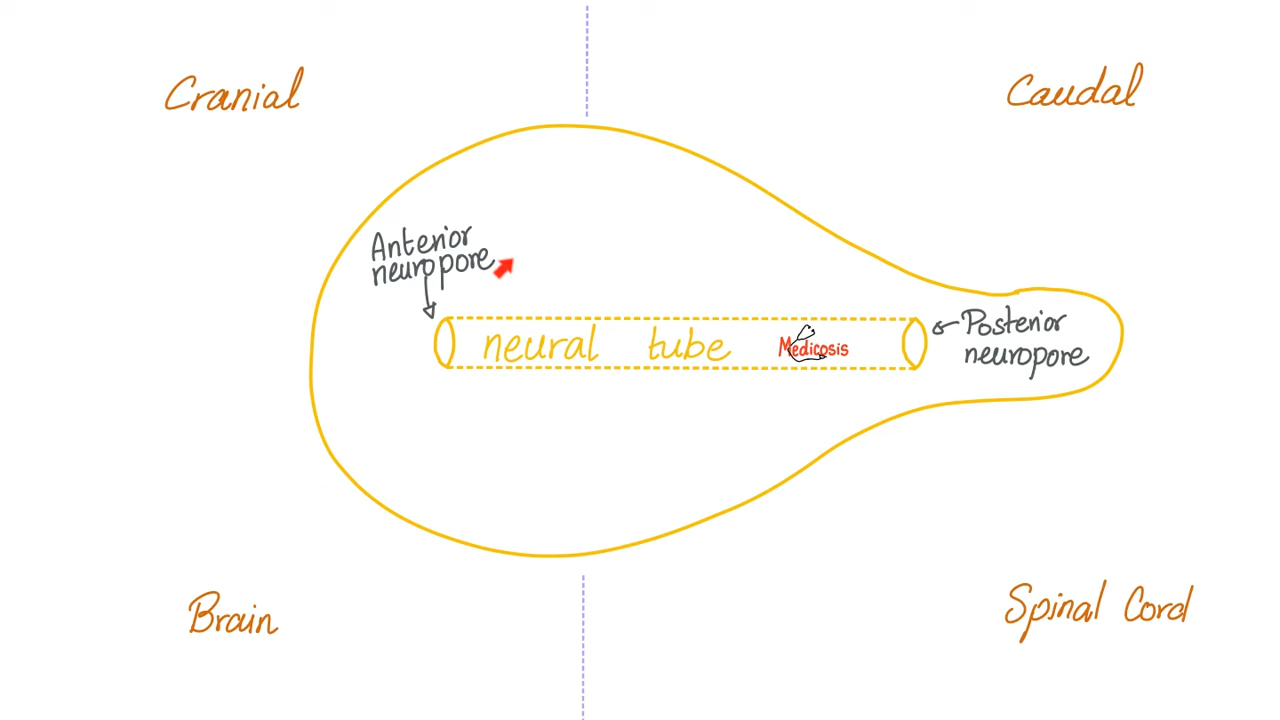 Cranial
Caudal
Anterior
neuropore
neural tube
Medicosis
Posterior
neuropore
Brain
Spinal Cord